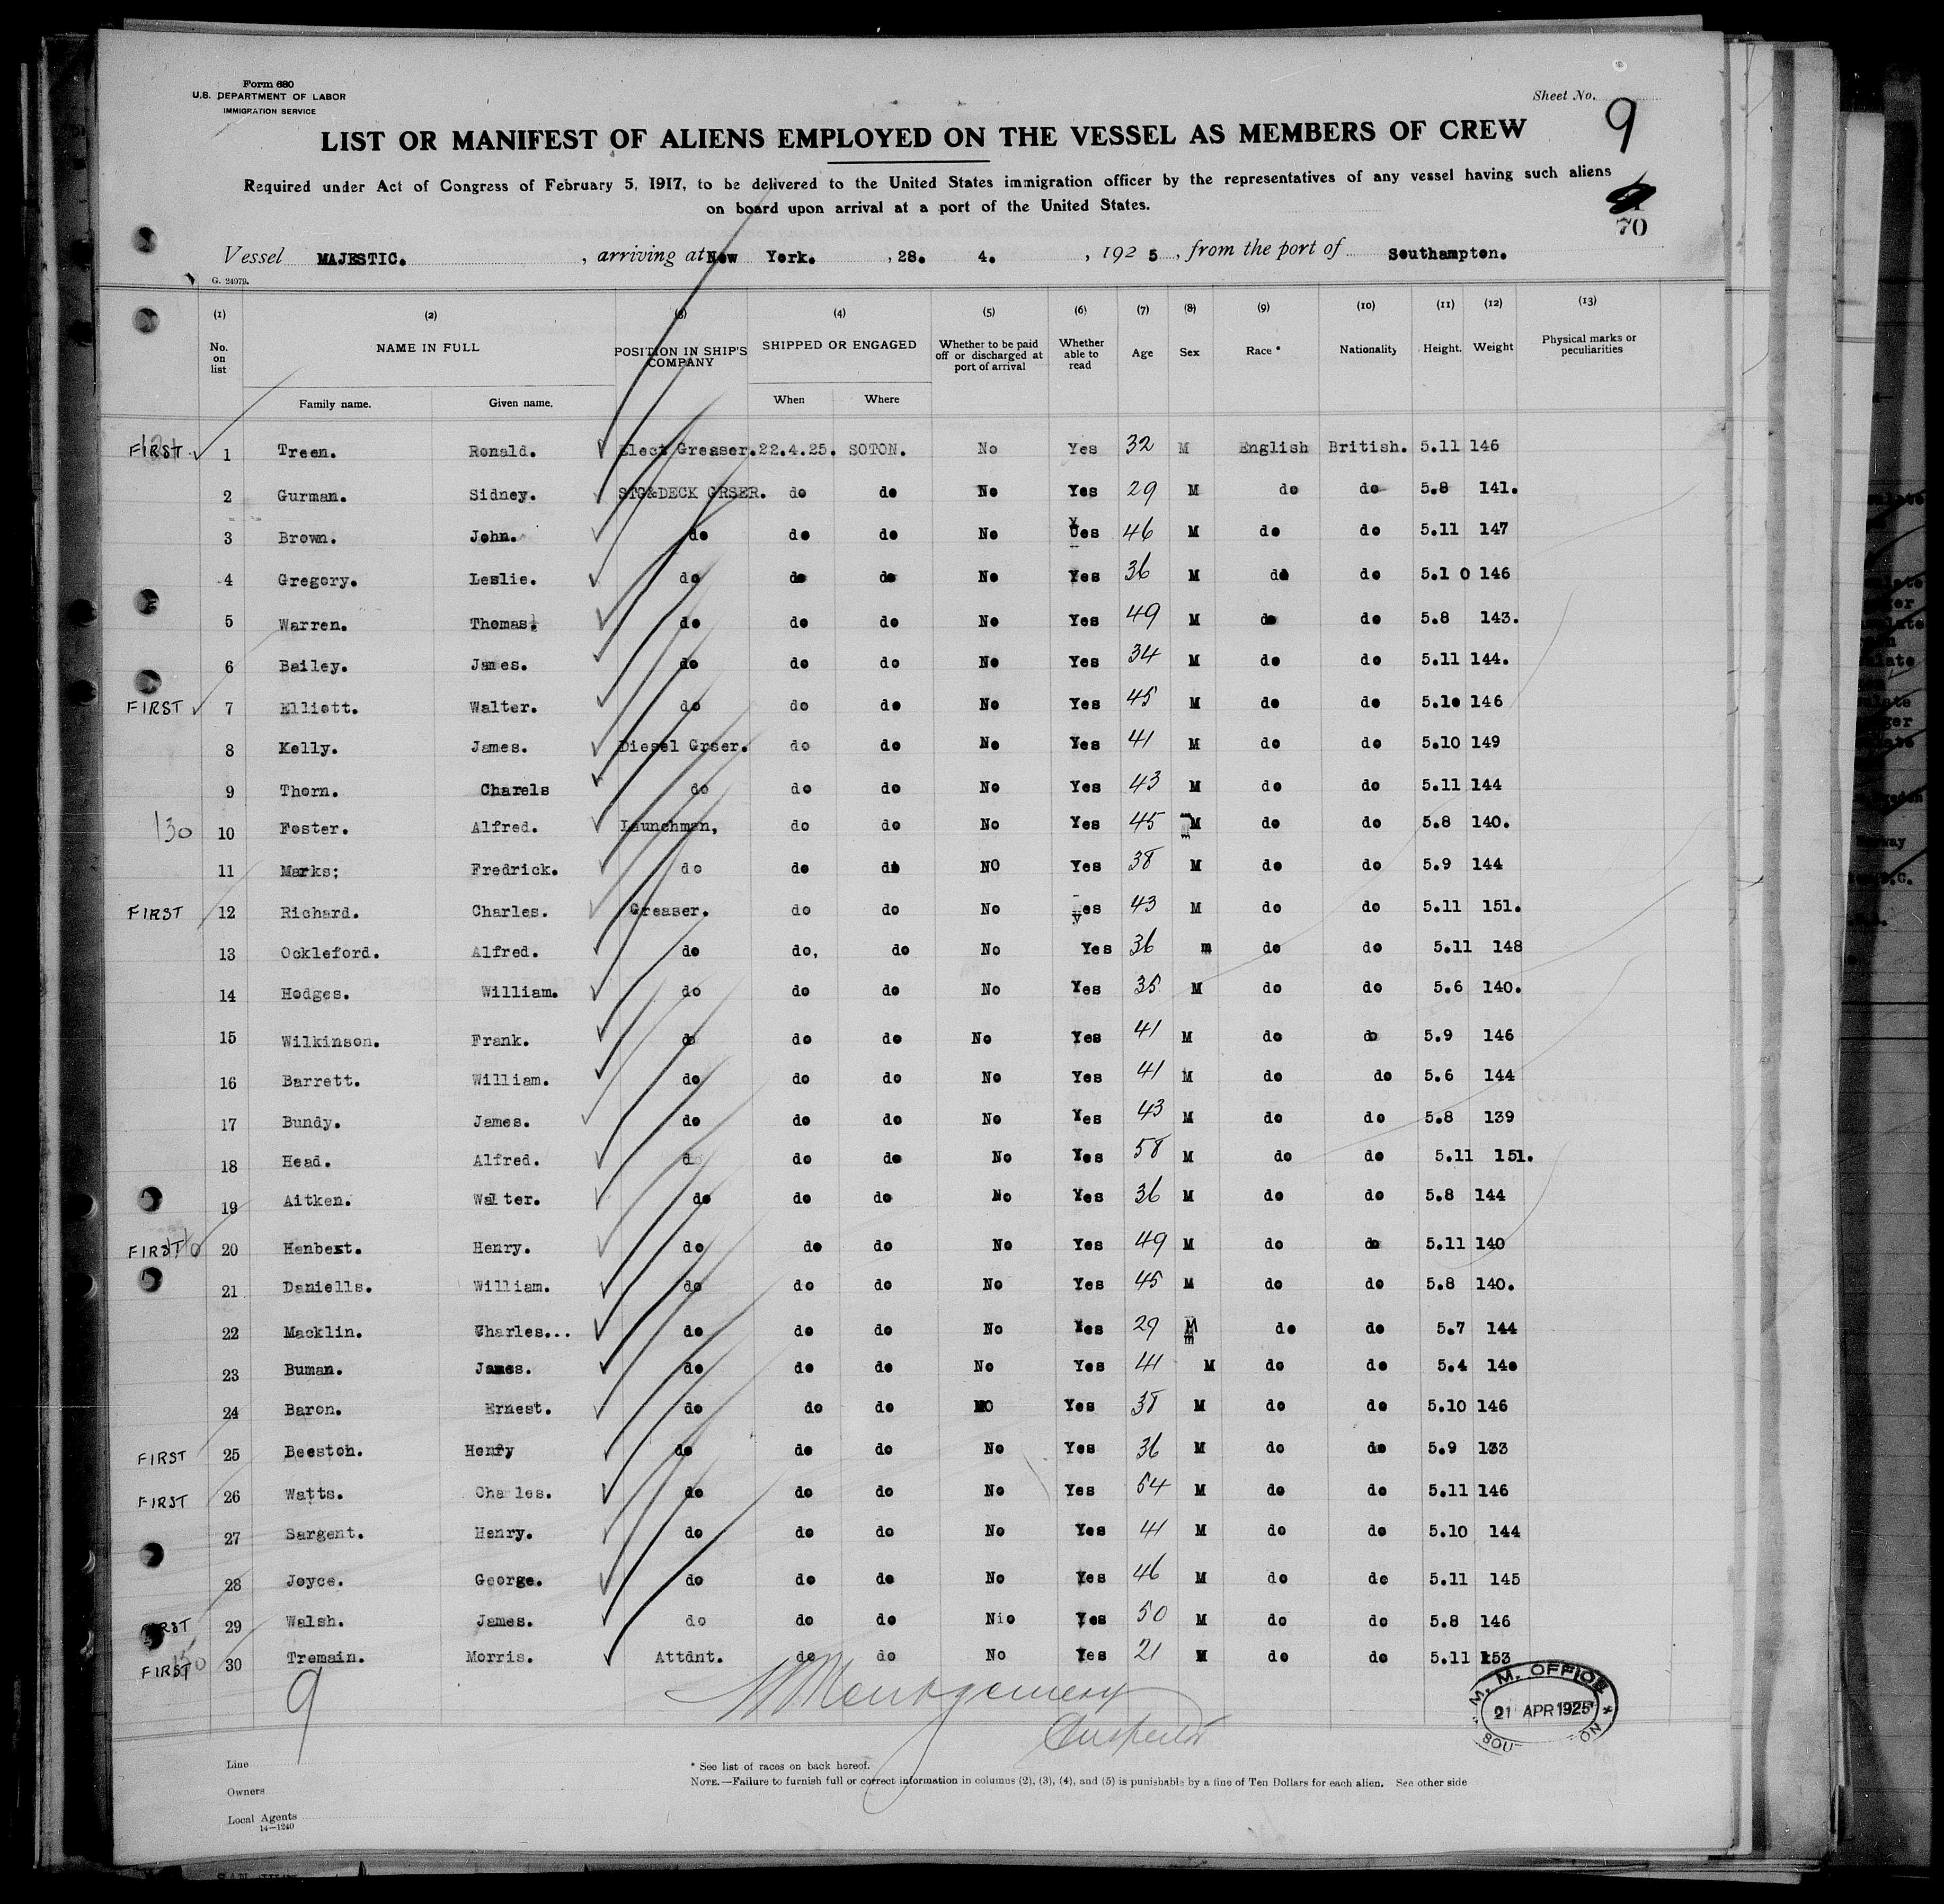 Form 680
U.S. DEPARTMENT OF LABOR
IMMIGRATION SERVICE
Sheet No. 9
LIST OR MANIFEST OF ALIENS EMPLOYED ON THE VESSEL AS MEMBERS OF CREW
Required under Act of Congress of February 5, 1917, to be delivered to the United States immigration officer by the representatives of any vessel having such aliens
on board upon arrival at a port of the United States.
70
Vessel MAJESTIC. , arriving at New York. , 28. 4. , 192 5 , from the port of Southampton.
G. 24979.
(1) (2) (3) (4) (5) (6) (7) (8) (9) (10) (11) (12) (13)
No. on list NAME IN FULL POSITION IN SHIP'S COMPANY SHIPPED OR ENGAGED Whether to be paid off or discharged at port of arrival Whether able to read Age Sex Race * Nationality Height. Weight Physical marks or peculiarities
Family name. Given name. When Where
FIRST 1 Treen. Ronald. Elect Greaser. 22.4.25. SOTON. No Yes 32 M English British. 5.11 146
2 Gurman. Sidney. STG&DECK GRSER. do do No Yes 29 M do do 5.8 141.
3 Brown. John. do do do No Yes 46 M do do 5.11 147
4 Gregory. Leslie. do do do No Yes 36 M do do 5.1 0 146
5 Warren. Thomas. do do do No Yes 49 M do do 5.8 143.
6 Bailey. James. do do do No Yes 34 M do do 5.11 144.
FIRST 7 Elliott. Walter. do do do No Yes 45 M do do 5.10 146
8 Kelly. James. Diesel Grser. do do No Yes 41 M do do 5.10 149
9 Thorn. Charels do do do No Yes 43 M do do 5.11 144
130 10 Foster. Alfred. Launchman, do do No Yes 45 M do do 5.8 140.
11 Marks; Fredrick. do do do NO Yes 38 M do do 5.9 144
FIRST 12 Richard. Charles. Greaser. do do No yes 43 M do do 5.11 151.
13 Ockleford. Alfred. do do, do No Yes 36 m do do 5.11 148
14 Hodges. William. do do do No Yes 35 M do do 5.6 140.
15 Wilkinson. Frank. do do do No Yes 41 M do do 5.9 146
16 Barrett. William. do do do No Yes 41 M do do 5.6 144
17 Bundy. James. do do do No Yes 43 M do do 5.8 139
18 Head. Alfred. do do do No Yes 58 M do do 5.11 151.
19 Aitken. Walter. do do do No Yes 36 M do do 5.8 144
FIRST 20 Henbest. Henry. do do do No Yes 49 M do do 5.11 140
21 Daniells. William. do do do No Yes 45 M do do 5.8 140.
22 Macklin. Charles... do do do No Yes 29 M do do 5.7 144
23 Buman. James. do do do No Yes 41 M do do 5.4 140
24 Baron. Ernest. do do do NO Yes 38 M do do 5.10 146
FIRST 25 Beeston. Henry do do do No Yes 36 M do do 5.9 133
FIRST 26 Watts. Charles. do do do No Yes 54 M do do 5.11 146
27 Sargent. Henry. do do do No Yes 41 M do do 5.10 144
28 Joyce. George. do do do No Yes 46 M do do 5.11 145
FIRST 29 Walsh. James. do do do Nio Yes 50 M do do 5.8 146
FIRST 30 Tremain. Morris. Attdnt. do do No Yes 21 M do do 5.11 153
9
Montgomery
M. M. OFFICE
21 APR 1925
Line
Owners
Local Agents
14—1240
* See list of races on back hereof.
NOTE.—Failure to furnish full or correct information in columns (2), (3), (4), and (5) is punishable by a fine of Ten Dollars for each alien. See other side